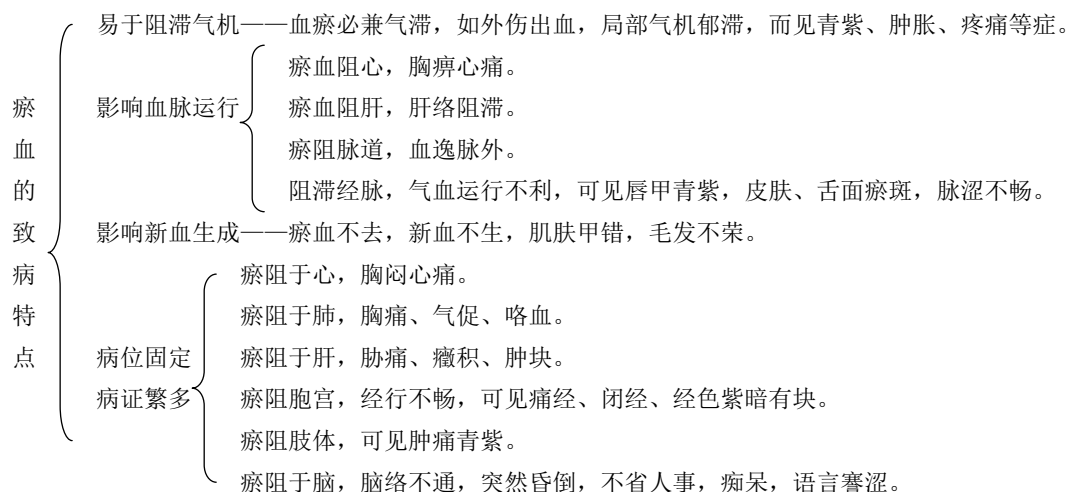 瘀血的致病特点
易于阻滞气机——血瘀必兼气滞，如外伤出血，局部气机郁滞，而见青紫、肿胀、疼痛等症。
影响血脉运行
瘀血阻心，胸痹心痛。
瘀血阻肝，肝络阻滞。
瘀阻脉道，血逸脉外。
阻滞经脉，气血运行不利，可见唇甲青紫，皮肤、舌面瘀斑，脉涩不畅。
影响新血生成——瘀血不去，新血不生，肌肤甲错，毛发不荣。
病位固定
病证繁多
瘀阻于心，胸闷心痛。
瘀阻于肺，胸痛、气促、咯血。
瘀阻于肝，胁痛、癥积、肿块。
瘀阻胞宫，经行不畅，可见痛经、闭经、经色紫暗有块。
瘀阻肢体，可见肿痛青紫。
瘀阻于脑，脑络不通，突然昏倒，不省人事，痴呆，语言謇涩。